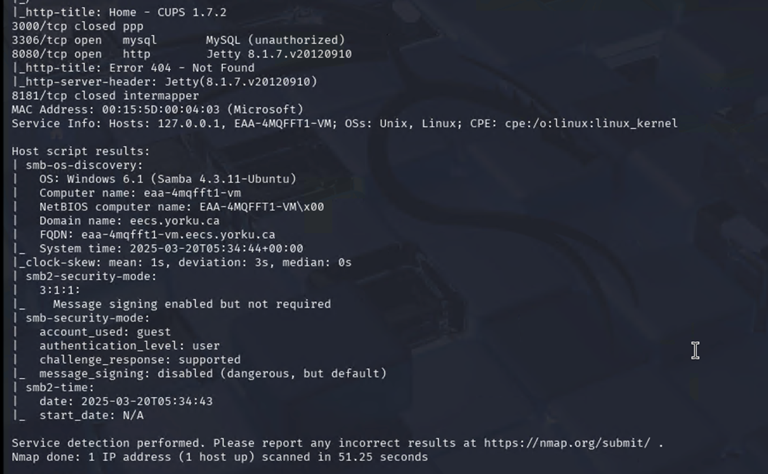 |_http-title: Home - CUPS 1.7.2
3000/tcp closed ppp
3306/tcp open   mysql       MySQL (unauthorized)
8080/tcp open   http        Jetty 8.1.7.v20120910
|_http-title: Error 404 - Not Found
|_http-server-header: Jetty(8.1.7.v20120910)
8181/tcp closed intermapper
MAC Address: 00:15:5D:00:04:03 (Microsoft)
Service Info: Hosts: 127.0.0.1, EAA-4MQFFT1-VM; OSs: Unix, Linux; CPE: cpe:/o:linux:linux_kernel
Host script results:
| smb-os-discovery:
|   OS: Windows 6.1 (Samba 4.3.11-Ubuntu)
|   Computer name: eaa-4mqfft1-vm
|   NetBIOS computer name: EAA-4MQFFT1-VM\x00
|   Domain name: eecs.yorku.ca
|   FQDN: eaa-4mqfft1-vm.eecs.yorku.ca
|_  System time: 2025-03-20T05:34:44+00:00
|_clock-skew: mean: 1s, deviation: 3s, median: 0s
| smb2-security-mode:
|   3:1:1:
|_    Message signing enabled but not required
| smb-security-mode:
|   account_used: guest
|   authentication_level: user
|   challenge_response: supported
|_  message_signing: disabled (dangerous, but default)
| smb2-time:
|   date: 2025-03-20T05:34:43
|_  start_date: N/A
Service detection performed. Please report any incorrect results at https://nmap.org/submit/ .
Nmap done: 1 IP address (1 host up) scanned in 51.25 seconds